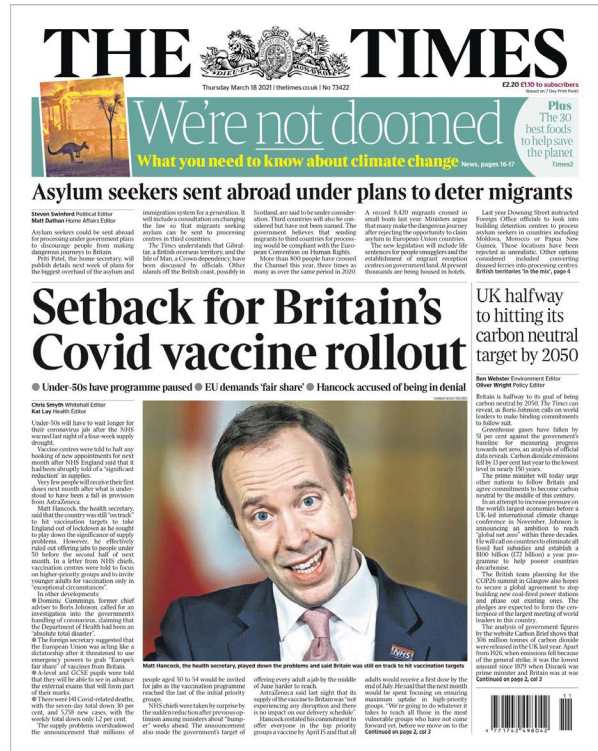 THE TIMES
DIEU ET MON DROIT
Thursday March 18 2021 | thetimes.co.uk | No 73422
£2.20 £1.10 to subscribers
(based on 7 Day Print Pack)
We're not doomed
What you need to know about climate change News, pages 16-17
Plus
The 30
best foods
to help save
the planet
Times2
Asylum seekers sent abroad under plans to deter migrants
Steven Swinford Political Editor
Matt Dathan Home Affairs Editor
Asylum seekers could be sent abroad
for processing under government plans
to discourage people from making
dangerous journeys to Britain.
Priti Patel, the home secretary, will
publish details next week of plans for
the biggest overhaul of the asylum and
immigration system for a generation. It
will include a consultation on changing
the law so that migrants seeking
asylum can be sent to processing
centres in third countries.
The Times understands that Gibral-
tar, a British overseas territory, and the
Isle of Man, a Crown dependency, have
been discussed by officials. Other
islands off the British coast, possibly in
Scotland, are said to be under consider-
ation. Third countries will also be con-
sidered but have not been named. The
government believes that sending
migrants to third countries for process-
ing would be compliant with the Euro-
pean Convention on Human Rights.
More than 800 people have crossed
the Channel this year, three times as
many as over the same period in 2020.
A record 8,420 migrants crossed in
small boats last year. Ministers argue
that many make the dangerous journey
after rejecting the opportunity to claim
asylum in European Union countries.
The new legislation will include life
sentences for people smugglers and the
establishment of migrant reception
centres on government land. At present
thousands are being housed in hotels.
Last year Downing Street instructed
Foreign Office officials to look into
building detention centres to process
asylum seekers in countries including
Moldova, Morocco or Papua New
Guinea. Those locations have been
rejected as unrealistic. Other options
considered included converting
disused ferries into processing centres.
British territories 'in the mix', page 4
Setback for Britain's
Covid vaccine rollout
● Under-50s have programme paused ● EU demands 'fair share' ● Hancock accused of being in denial
Chris Smyth Whitehall Editor
Kat Lay Health Editor
Under-50s will have to wait longer for
their coronavirus jab after the NHS
warned last night of a four-week supply
drought.
Vaccine centres were told to halt any
booking of new appointments for next
month after NHS England said that it
had been abruptly told of a "significant
reduction" in supplies.
Very few people will receive their first
doses next month after what is under-
stood to have been a fall in provision
from AstraZeneca.
Matt Hancock, the health secretary,
said that the country was still "on track"
to hit vaccination targets to take
England out of lockdown as he sought
to play down the significance of supply
problems. However, he effectively
ruled out offering jabs to people under
50 before the second half of next
month. In a letter from NHS chiefs,
vaccination centres were told to focus
on higher-priority groups and to invite
younger adults for vaccination only in
"exceptional circumstances".
In other developments:
● Dominic Cummings, former chief
adviser to Boris Johnson, called for an
investigation into the government's
handling of coronavirus, claiming that
the Department of Health had been an
"absolute total disaster".
● The foreign secretary suggested that
the European Union was acting like a
dictatorship after it threatened to use
emergency powers to grab "Europe's
fair share" of vaccines from Britain.
● A-level and GCSE pupils were told
that they will be able to see in advance
the external exams that will form part
of their marks.
● There were 141 Covid-related deaths,
with the seven-day total down 30 per
cent, and 5,758 new cases, with the
weekly total down only 1.2 per cent.
The supply problems overshadowed
the announcement that millions of
NHS
Matt Hancock, the health secretary, played down the problems and said Britain was still on track to hit vaccination targets
people aged 50 to 54 would be invited
for jabs as the vaccination programme
reached the last of the initial priority
groups.
NHS chiefs were taken by surprise by
the sudden reduction after previous op-
timism among ministers about "bump-
er" weeks ahead. The announcement
also made the government's target of
offering every adult a jab by the middle
of June harder to reach.
AstraZeneca said last night that its
supply of the vaccine in Britain was "not
experiencing any disruption and there
is no impact on our delivery schedule".
Hancock restated his commitment to
offer everyone in the top priority
groups a vaccine by April 15 and that all
adults would receive a first dose by the
end of July. He said that the next month
would be spent focusing on ensuring
maximum uptake in high-priority
groups. "We're going to do whatever it
takes to reach all those in the most
vulnerable groups who have not come
forward yet, before we move on to the
Continued on page 2, col 3
UK halfway
to hitting its
carbon neutral
target by 2050
Ben Webster Environment Editor
Oliver Wright Policy Editor
Britain is halfway to its goal of being
carbon neutral by 2050, The Times can
reveal, as Boris Johnson calls on world
leaders to make binding commitments
to follow suit.
Greenhouse gases have fallen by
51 per cent against the government's
baseline for measuring progress
towards net zero, an analysis of official
data reveals. Carbon dioxide emissions
fell by 13 per cent last year to the lowest
level in nearly 150 years.
The prime minister will today urge
other nations to follow Britain and
agree commitments to become carbon
neutral by the middle of this century.
In an attempt to increase pressure on
the world's largest economies before a
UK-led international climate change
conference in November, Johnson is
announcing an ambition to reach
"global net zero" within three decades.
He will call on countries to eliminate all
fossil fuel subsidies and establish a
$100 billion (£72 billion) a year pro-
gramme to help poorer countries
decarbonise.
The British team planning for the
COP26 summit in Glasgow also hopes
to secure a global agreement to stop
building new coal-fired power stations
and phase out existing ones. The
pledges are expected to form the cen-
trepiece of the largest meeting of world
leaders in this country.
The analysis of government figures
by the website Carbon Brief shows that
306 million tonnes of carbon dioxide
were released in the UK last year. Apart
from 1926, when emissions fell because
of the general strike, it was the lowest
amount since 1879 when Disraeli was
prime minister and Britain was at war
Continued on page 2, col 3
11
9 771742 498042